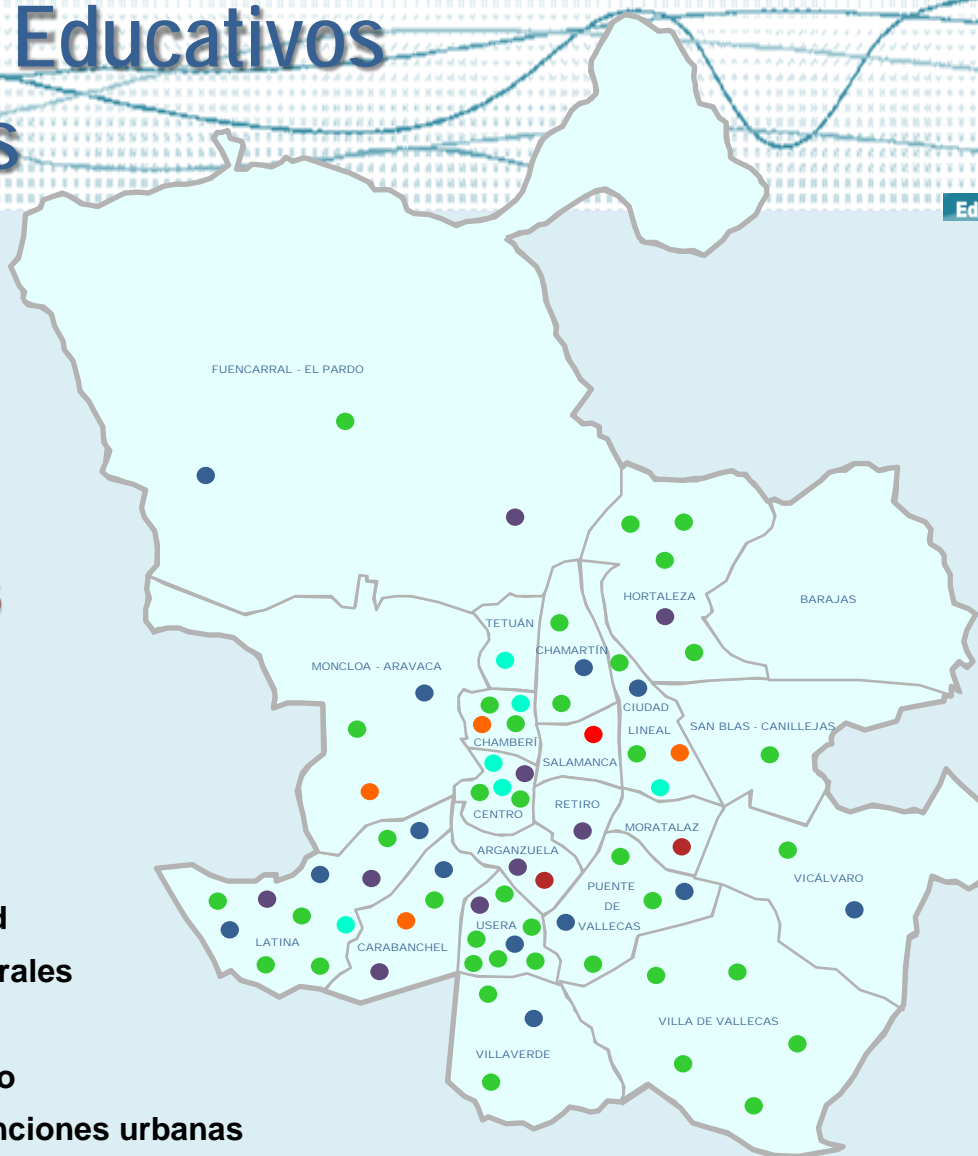 Educativos
s
Ed
FUENCARRAL - EL PARDO
HORTALEZA
BARAJAS
TETUÁN
CHAMARTÍN
MONCLOA - ARAVACA
CIUDAD
LINEAL
SAN BLAS - CANILLEJAS
CHAMBERÍ
SALAMANCA
RETIRO
CENTRO
MORATALAZ
ARGANZUELA
VICÁLVARO
PUENTE
DE
VALLECAS
USERA
LATINA
CARABANCHEL
d
rales
VILLA DE VALLECAS
VILLAVERDE
o
nciones urbanas